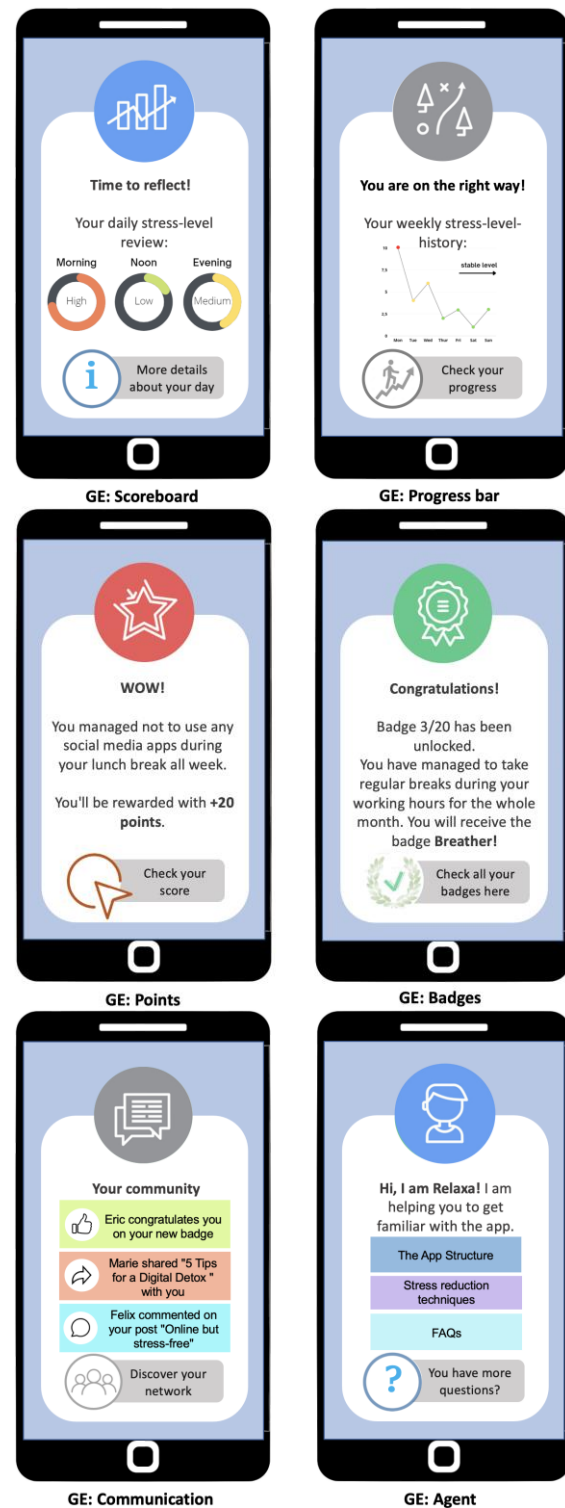 Time to reflect!
Your daily stress-level
review:
Morning Noon Evening
High Low Medium
i
More details
about your day
GE: Scoreboard
You are on the right way!
Your weekly stress-level-
history:
10
stable level
7,5
5
2,5
0
Mon Tue Wed Thur Fri Sat Sun
Check your
progress
GE: Progress bar
WOW!
You managed not to use any
social media apps during
your lunch break all week.
You'll be rewarded with +20
points.
Check your
score
GE: Points
Congratulations!
Badge 3/20 has been
unlocked.
You have managed to take
regular breaks during your
working hours for the whole
month. You will receive the
badge Breather!
Check all your
badges here
GE: Badges
Your community
Eric congratulates you
on your new badge
Marie shared "5 Tips
for a Digital Detox "
with you
Felix commented on
your post "Online but
stress-free"
Discover your
network
GE: Communication
Hi, I am Relaxa! I am
helping you to get
familiar with the app.
The App Structure
Stress reduction
techniques
FAQs
?
You have more
questions?
GE: Agent